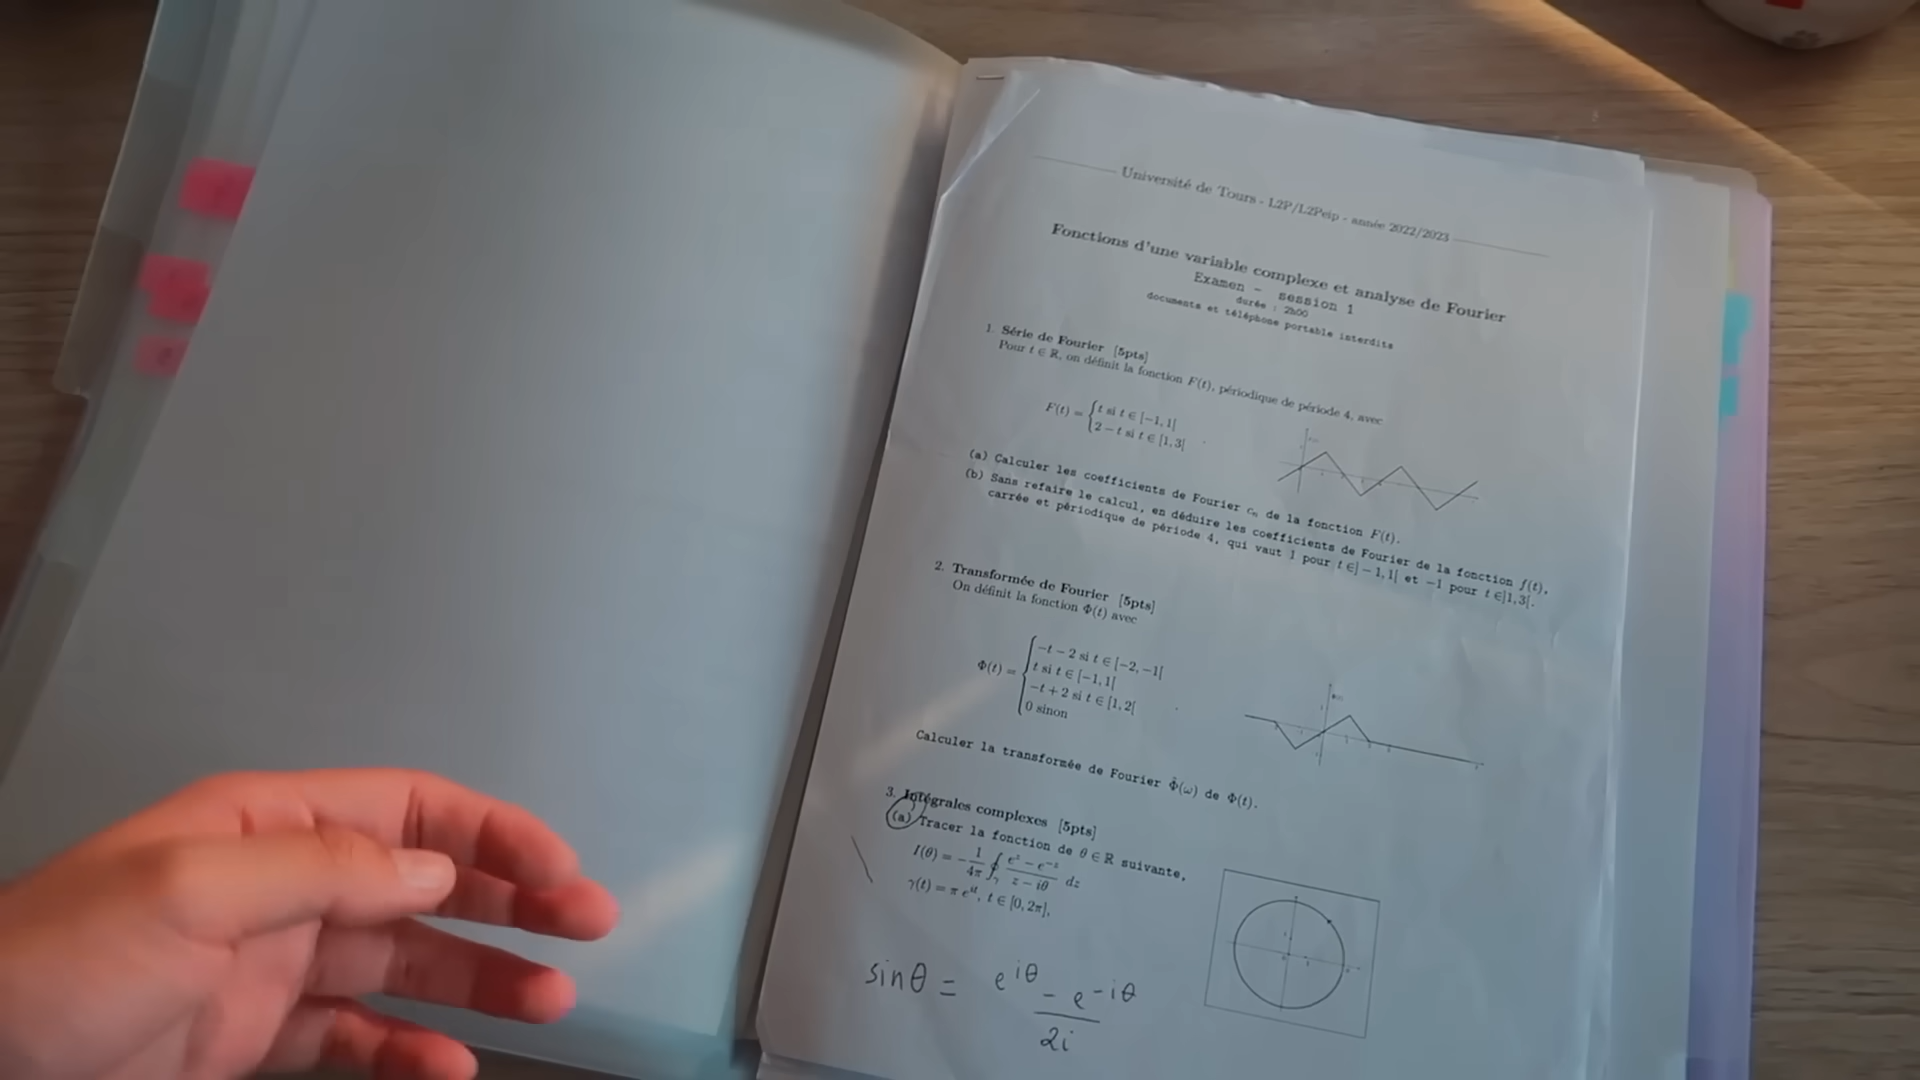 Université de Tours - L2P/L2Peip - année 2022/2023
Fonctions d'une variable complexe et analyse de Fourier
Examen - session 1
durée : 2h00
documents et téléphone portable interdits
1. Série de Fourier [5pts]
Pour t ∈ ℝ, on définit la fonction F(t), périodique de période 4, avec
F(t) = { t si t ∈ [−1, 1[
2 − t si t ∈ [1, 3[
(a) Calculer les coefficients de Fourier cₙ de la fonction F(t).
(b) Sans refaire le calcul, en déduire les coefficients de Fourier de la fonction f(t),
carrée et périodique de période 4, qui vaut 1 pour t ∈]−1, 1[ et −1 pour t ∈]1, 3[.
2. Transformée de Fourier [5pts]
On définit la fonction Φ(t) avec
Φ(t) = { −t − 2 si t ∈ [−2, −1[
t si t ∈ [−1, 1[
−t + 2 si t ∈ [1, 2[
0 sinon
Calculer la transformée de Fourier Φ̂(ω) de Φ(t).
3. Intégrales complexes [5pts]
(a) Tracer la fonction de θ ∈ ℝ suivante,
I(θ) = −1/4π ∮γ (e^z − e^−z)/(z − iθ) dz
γ(t) = π e^it, t ∈ [0, 2π],
sinθ = e^iθ − e^−iθ
2i